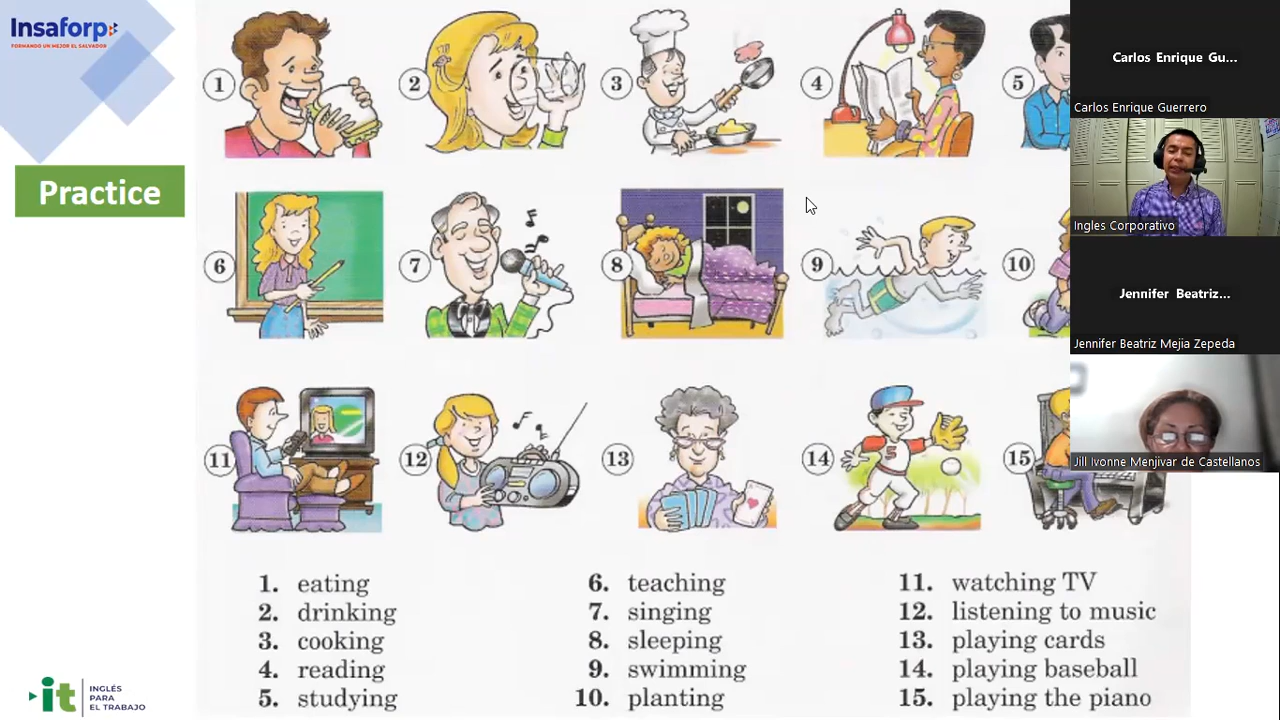 Insaforp
FORMANDO UN MEJOR EL SALVADOR
Practice
1
2
3
4
5
6
7
8
9
10
11
12
13
14
15
1. eating
2. drinking
3. cooking
4. reading
5. studying
6. teaching
7. singing
8. sleeping
9. swimming
10. planting
11. watching TV
12. listening to music
13. playing cards
14. playing baseball
15. playing the piano
it
INGLÉS
PARA
EL TRABAJO
Carlos Enrique Gu...
Carlos Enrique Guerrero
Ingles Corporativo
Jennifer Beatriz...
Jennifer Beatriz Mejia Zepeda
Jill Ivonne Menjivar de Castellanos